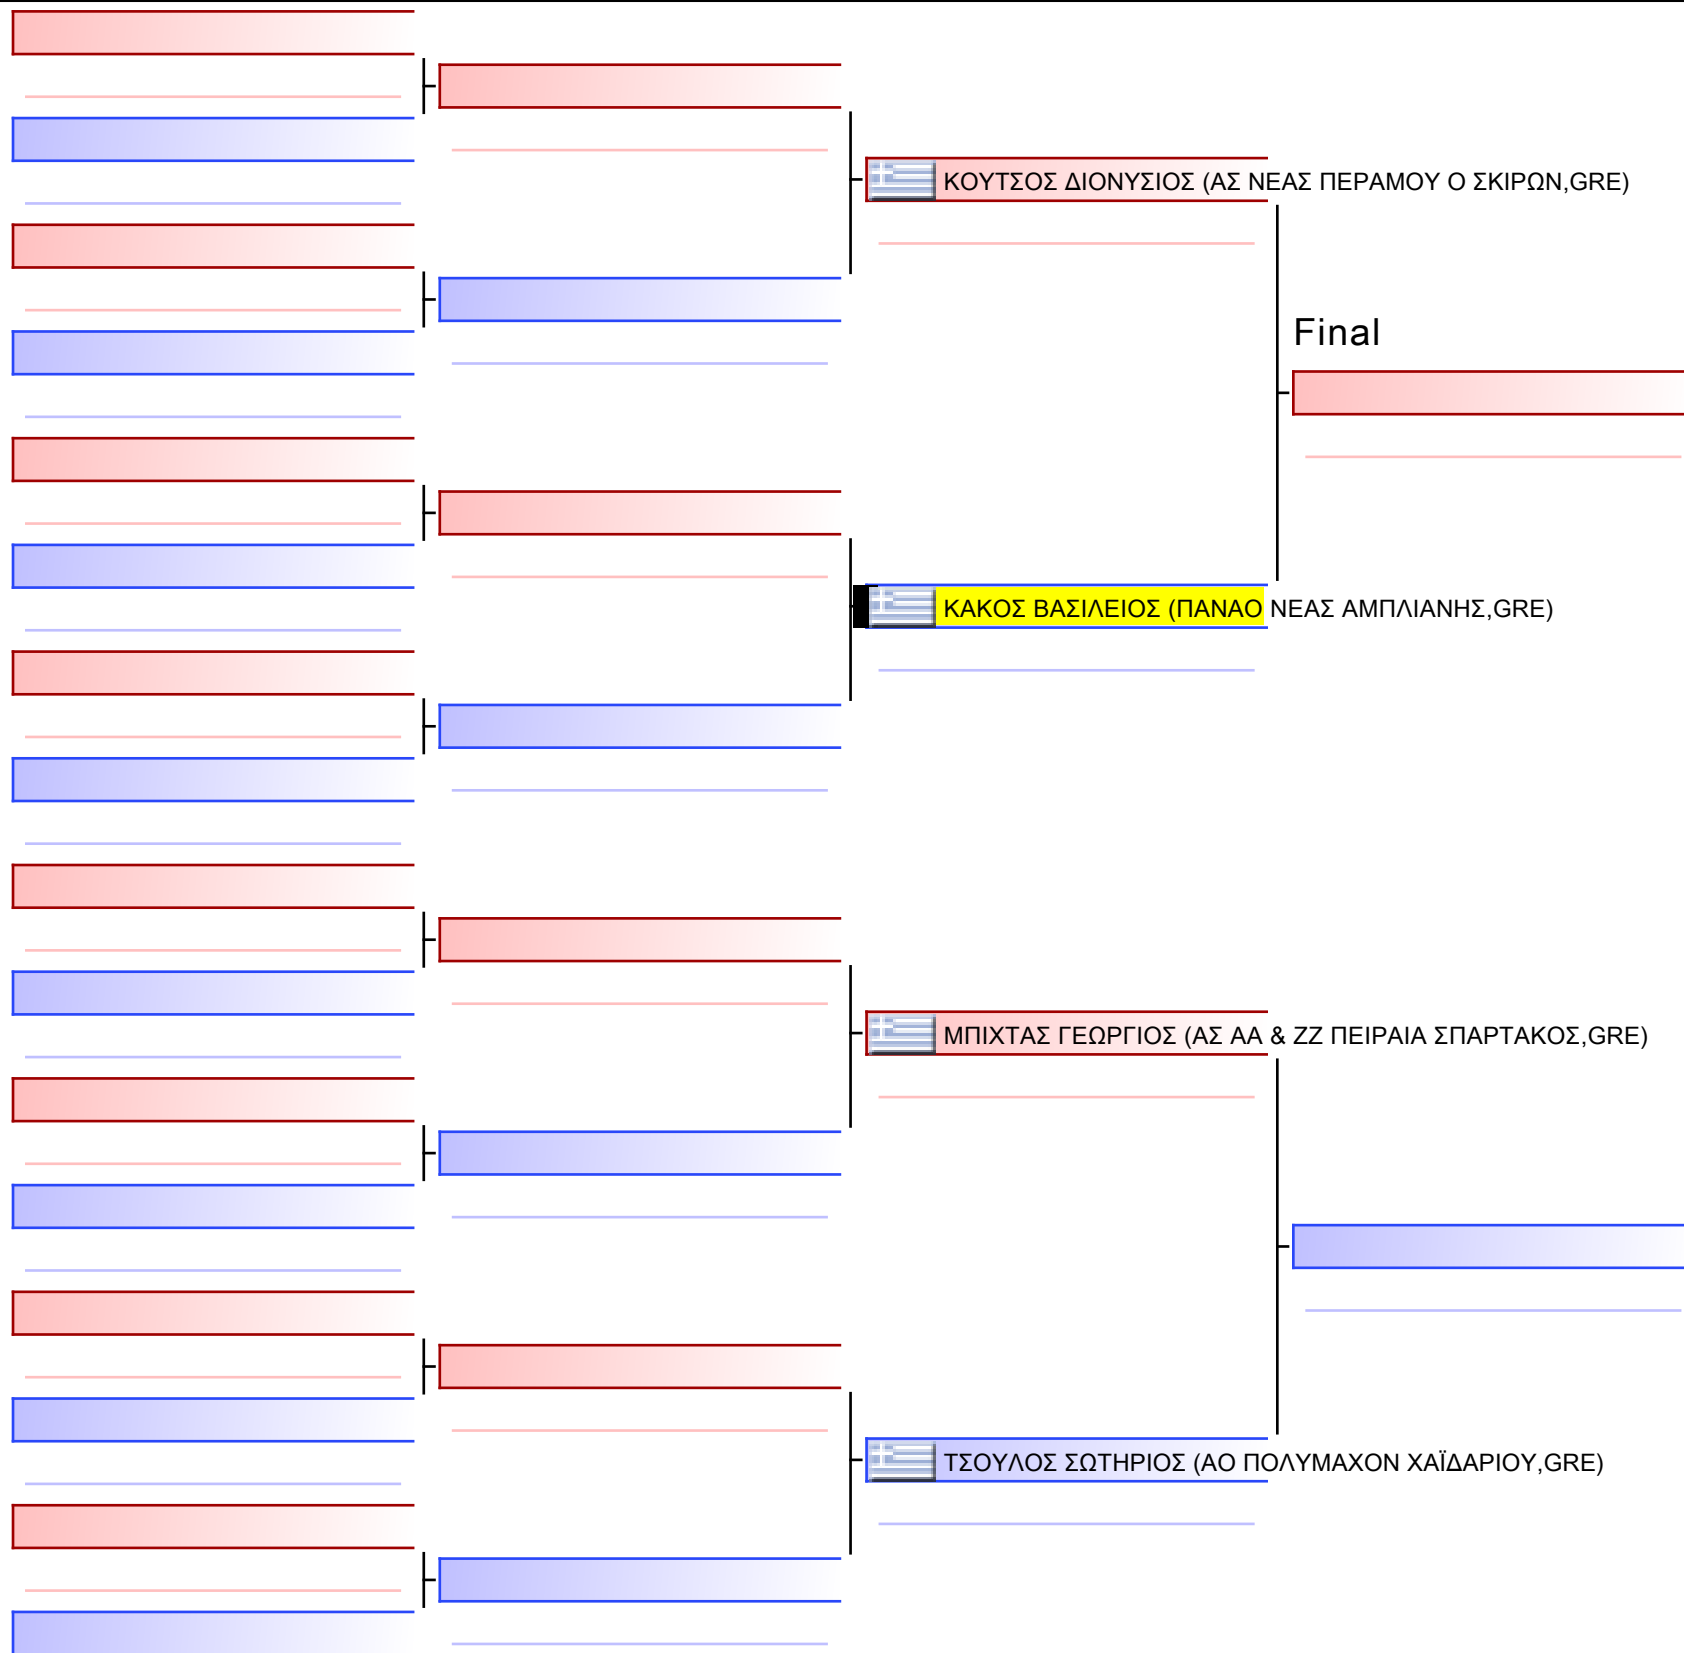 ΚΟΥΤΣΟΣ ΔΙΟΝΥΣΙΟΣ (ΑΣ ΝΕΑΣ ΠΕΡΑΜΟΥ Ο ΣΚΙΡΩΝ,GRE)
Final
ΚΑΚΟΣ ΒΑΣΙΛΕΙΟΣ (ΠΑΝΑΟ ΝΕΑΣ ΑΜΠΛΙΑΝΗΣ,GRE)
ΜΠΙΧΤΑΣ ΓΕΩΡΓΙΟΣ (ΑΣ ΑΑ & ΖΖ ΠΕΙΡΑΙΑ ΣΠΑΡΤΑΚΟΣ,GRE)
ΤΣΟΥΛΟΣ ΣΩΤΗΡΙΟΣ (ΑΟ ΠΟΛΥΜΑΧΟΝ ΧΑΪΔΑΡΙΟΥ,GRE)